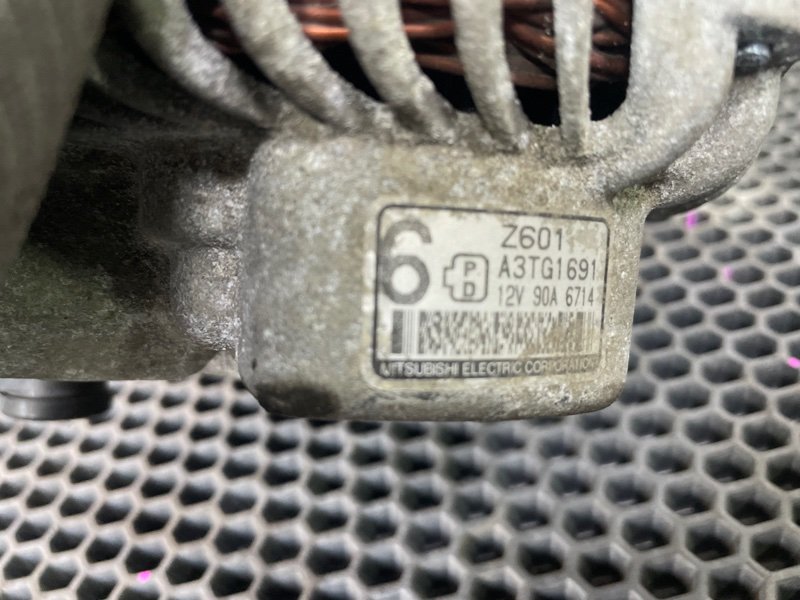 6
Z601
A3TG1691
PD
12V 90A 6714
MITSUBISHI ELECTRIC CORPORATION